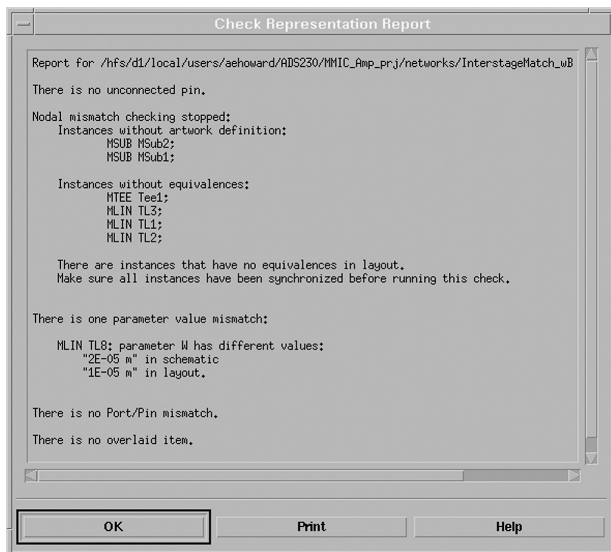 Check Representation Report
Report for /hfs/d1/local/users/aehoward/ADS230/MMIC_Amp_prj/networks/InterstageMatch_wB
There is no unconnected pin.
Nodal mismatch checking stopped:
Instances without artwork definition:
MSUB MSub2;
MSUB MSub1;
Instances without equivalences:
MTEE Tee1;
MLIN TL3;
MLIN TL1;
MLIN TL2;
There are instances that have no equivalences in layout.
Make sure all instances have been synchronized before running this check.
There is one parameter value mismatch:
MLIN TL8: parameter W has different values:
"2E-05 m" in schematic
"1E-05 m" in layout.
There is no Port/Pin mismatch.
There is no overlaid item.
OK Print Help